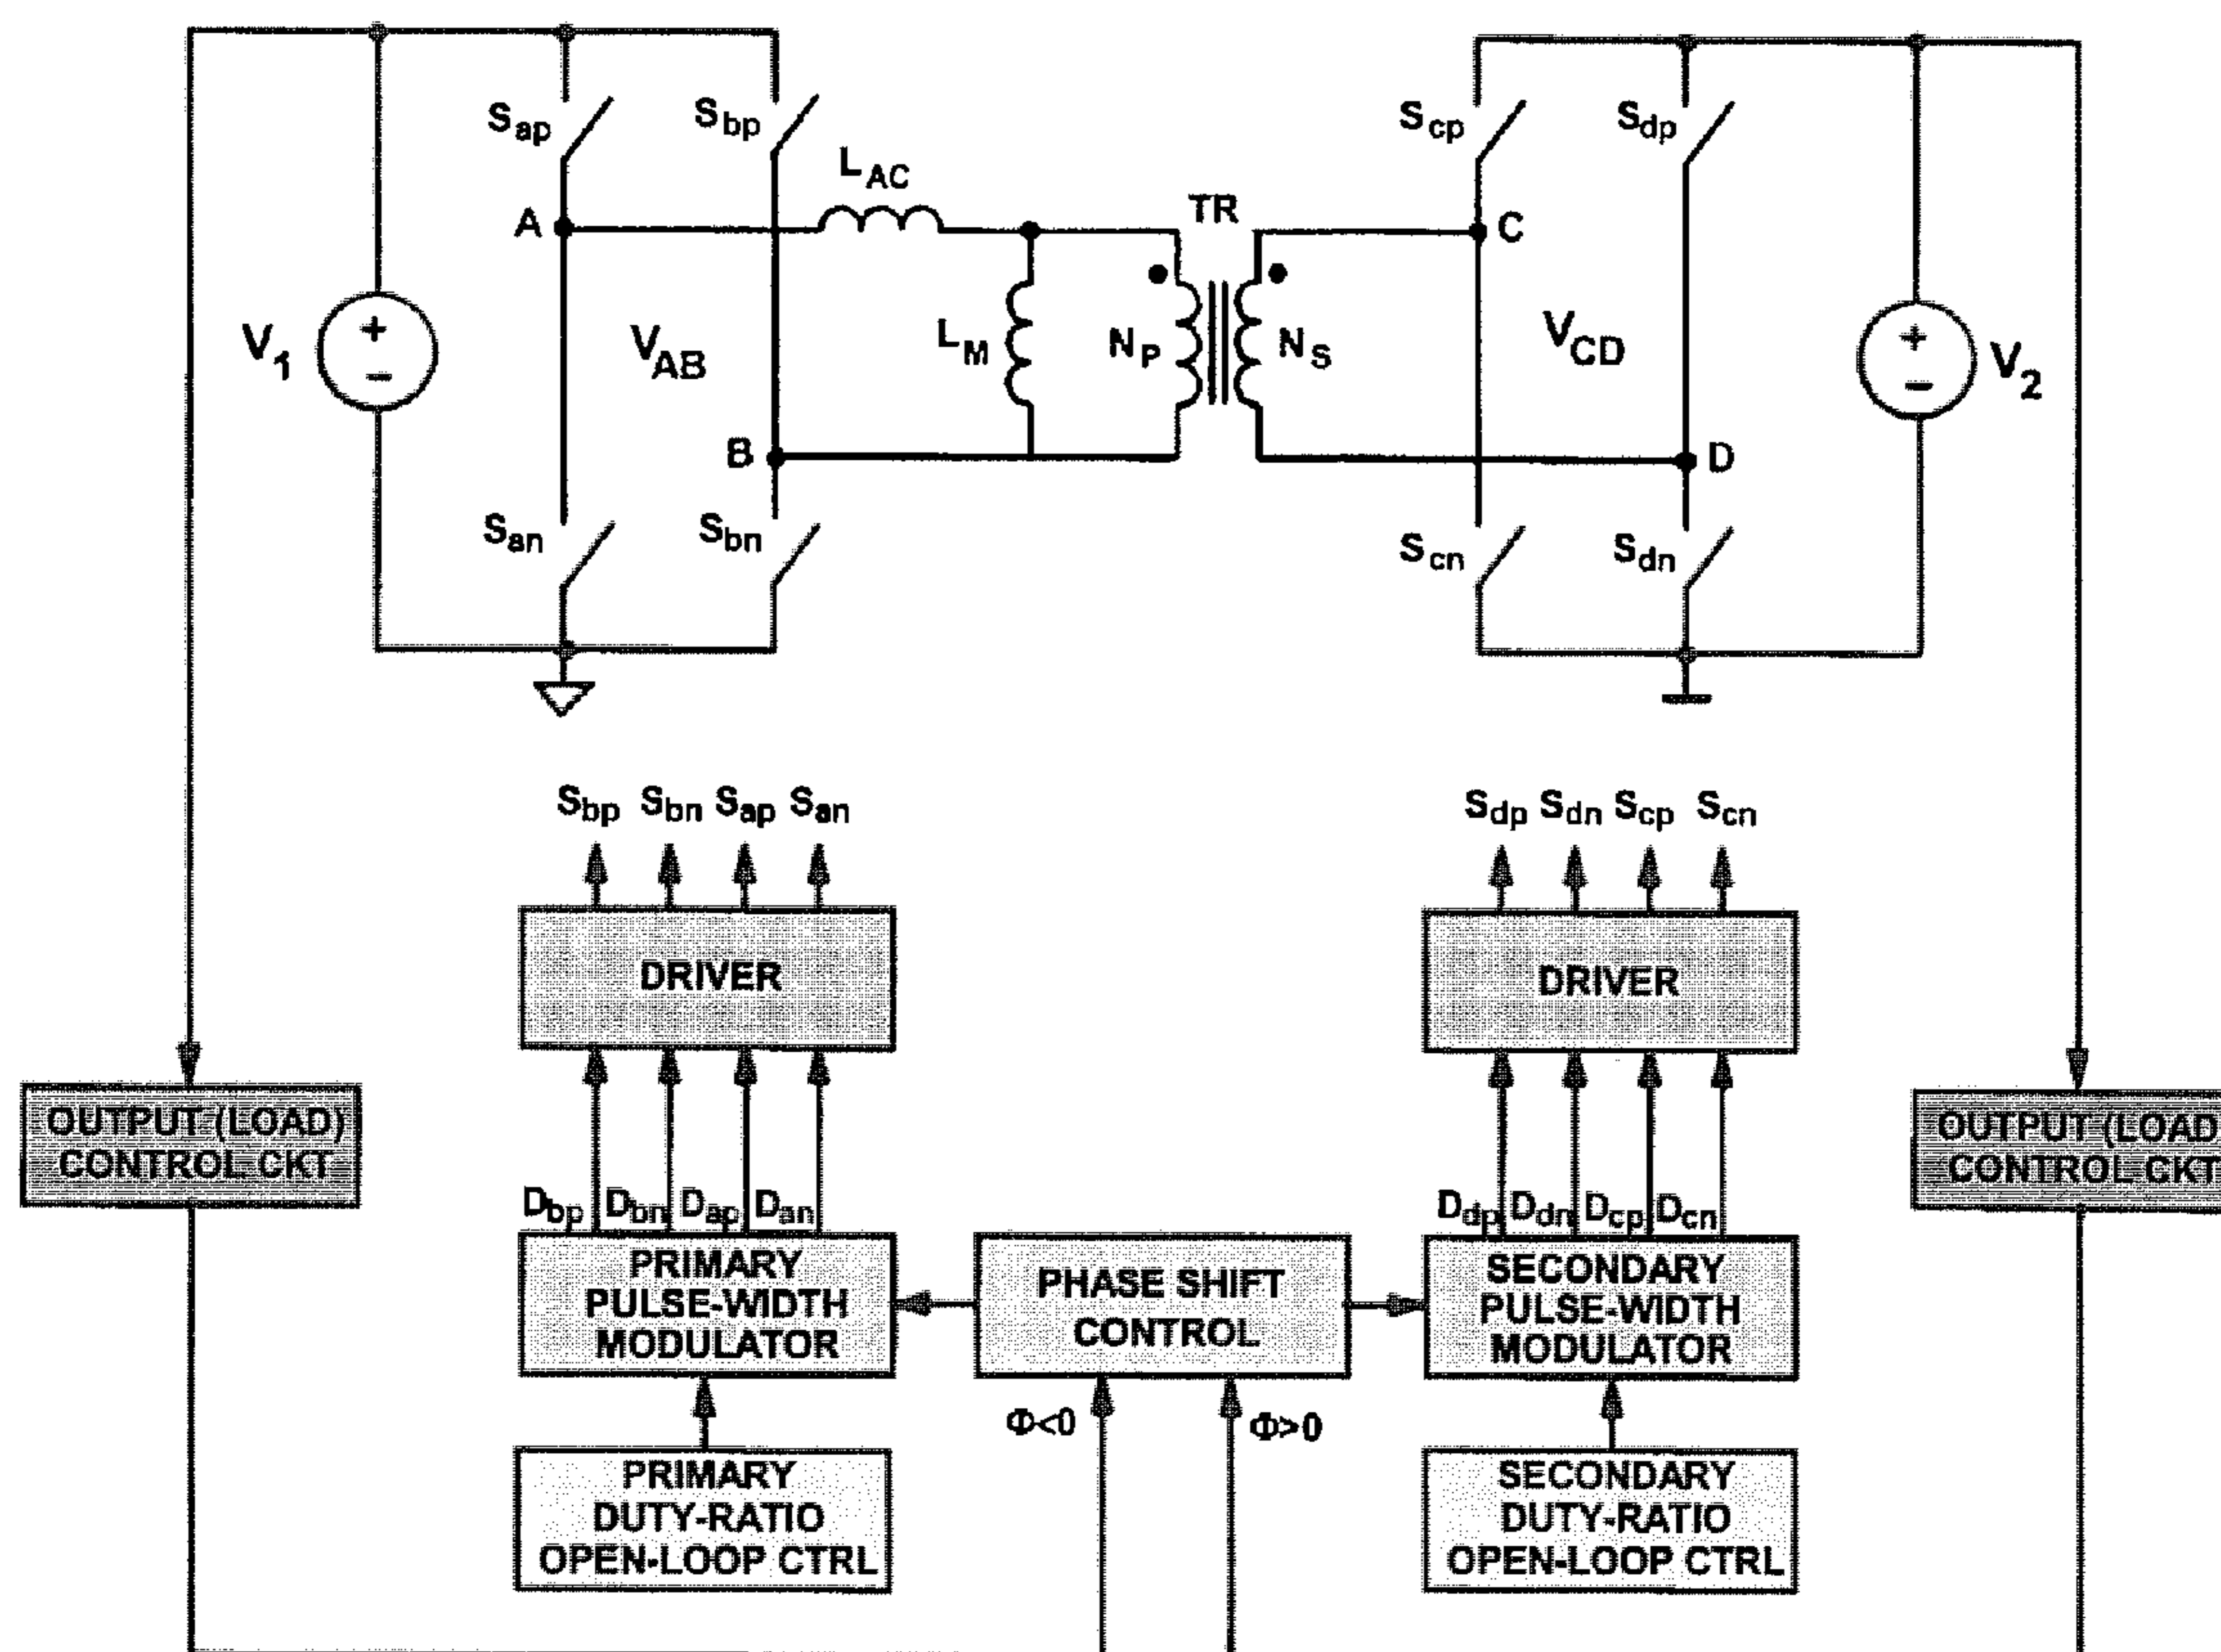 Sap
Sbp
Scp
Sdp
LAC
TR
A
C
V1
+
-
VAB
LM
NP
NS
VCD
+
-
V2
B
D
San
Sbn
Scn
Sdn
Sbp Sbn Sap San
Sdp Sdn Scp Scn
DRIVER
DRIVER
OUTPUT (LOAD)
CONTROL CKT
OUTPUT (LOAD
CONTROL CKT
Dbp Dbn Dap Dan
Ddp Ddn Dcp Dcn
PRIMARY
PULSE-WIDTH
MODULATOR
PHASE SHIFT
CONTROL
SECONDARY
PULSE-WIDTH
MODULATOR
Φ<0
Φ>0
PRIMARY
DUTY-RATIO
OPEN-LOOP CTRL
SECONDARY
DUTY-RATIO
OPEN-LOOP CTRL